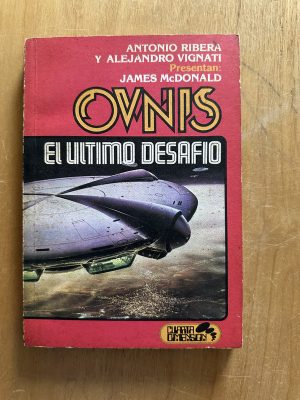 ANTONIO RIBERA
Y ALEJANDRO VIGNATI
Presentan:
JAMES McDONALD
OVNIS
EL ULTIMO DESAFIO
CUARTA
DIMENSION